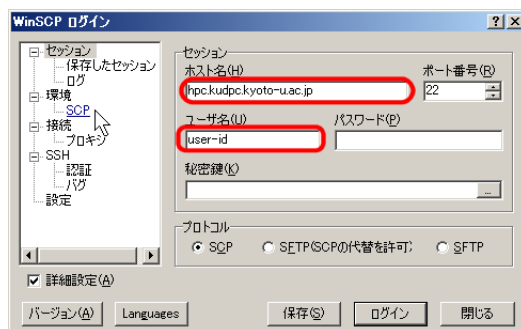 WinSCP ログイン
セッション
保存したセッション
ログ
環境
SCP
接続
プロキシ
SSH
認証
バグ
設定
セッション
ホスト名(H)
ポート番号(R)
hpc.kudpc.kyoto-u.ac.jp
22
ユーザ名(U)
パスワード(P)
user-id
秘密鍵(K)
...
プロトコル
SCP
SFTP(SCPの代替を許可)
SFTP
詳細設定(A)
バージョン(A)
Languages
保存(S)
ログイン
閉じる